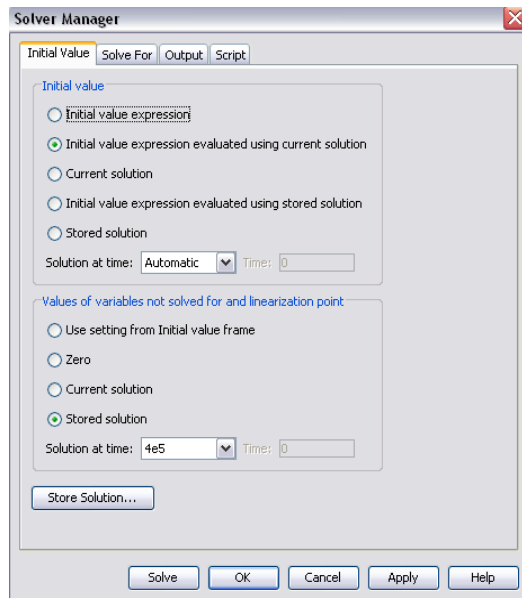 Solver Manager
Initial Value Solve For Output Script
Initial value
Initial value expression
Initial value expression evaluated using current solution
Current solution
Initial value expression evaluated using stored solution
Stored solution
Solution at time: Automatic Time: 0
Values of variables not solved for and linearization point
Use setting from Initial value frame
Zero
Current solution
Stored solution
Solution at time: 4e5 Time: 0
Store Solution...
Solve OK Cancel Apply Help